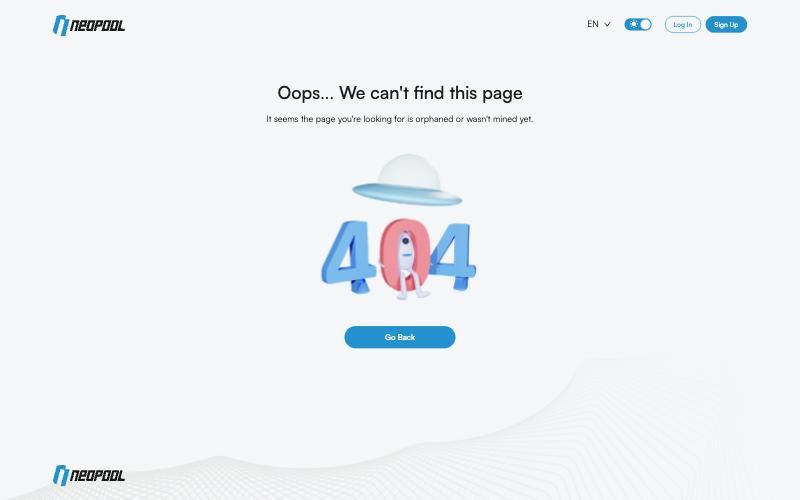 NEOPOOL
EN
Log In
Sign Up
Oops... We can't find this page
It seems the page you're looking for is orphaned or wasn't mined yet.
404
Go Back
NEOPOOL